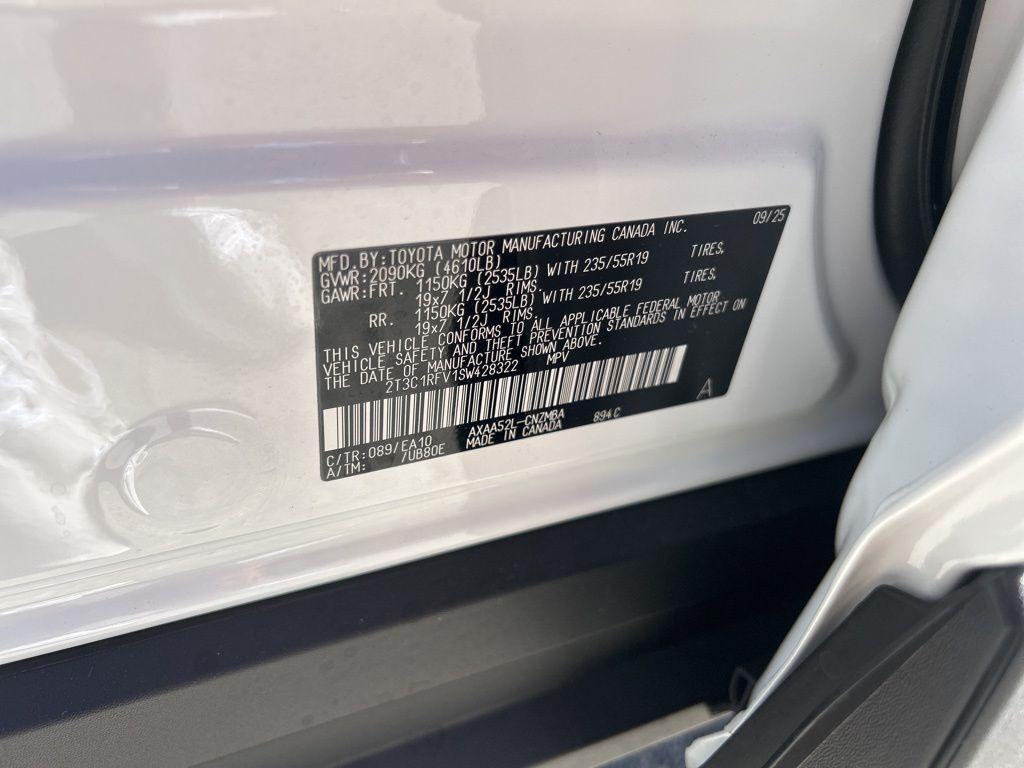 MFD.BY:TOYOTA MOTOR MANUFACTURING CANADA INC. 09/25
GVWR:2090KG (4610LB)
GAWR:FRT. 1150KG (2535LB) WITH 235/55R19 TIRES,
19x7 1/2J RIMS.
RR. 1150KG (2535LB) WITH 235/55R19 TIRES,
19x7 1/2J RIMS.
THIS VEHICLE CONFORMS TO ALL APPLICABLE FEDERAL MOTOR
VEHICLE SAFETY AND THEFT PREVENTION STANDARDS IN EFFECT ON
THE DATE OF MANUFACTURE SHOWN ABOVE.
2T3C1RFV1SW428322 MPV
A
C/TR:089/EA10 AXAA52L-CNZMBA 894C
A/TM: /UB80E MADE IN CANADA